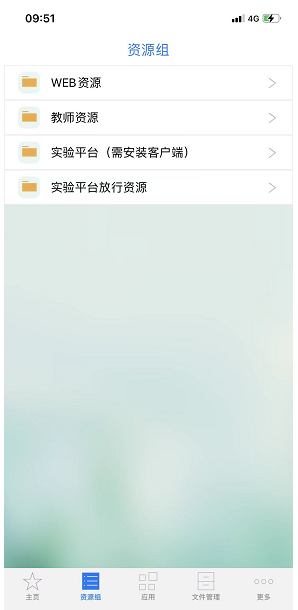 09:51
4G
资源组
WEB资源
教师资源
实验平台（需安装客户端）
实验平台放行资源
主页
资源组
应用
文件管理
更多